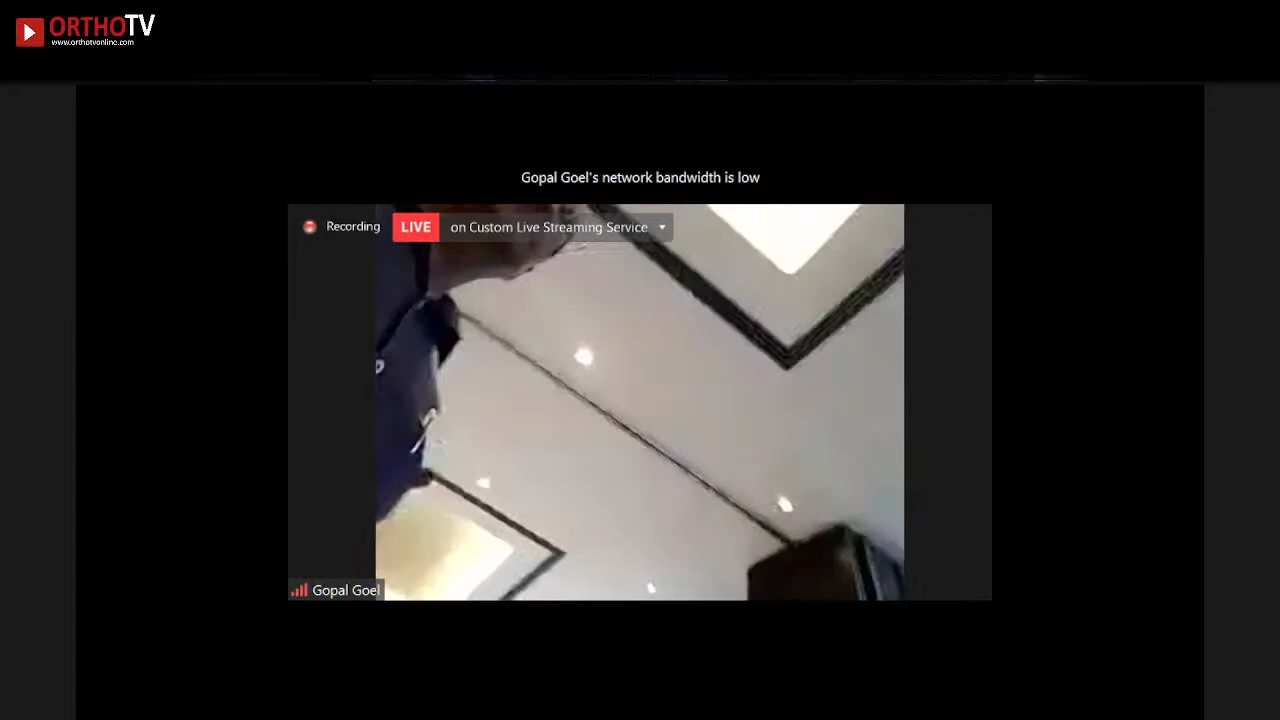 ORTHOTV
www.orthotvonline.com
Gopal Goel's network bandwidth is low
Recording
LIVE
on Custom Live Streaming Service
Gopal Goel